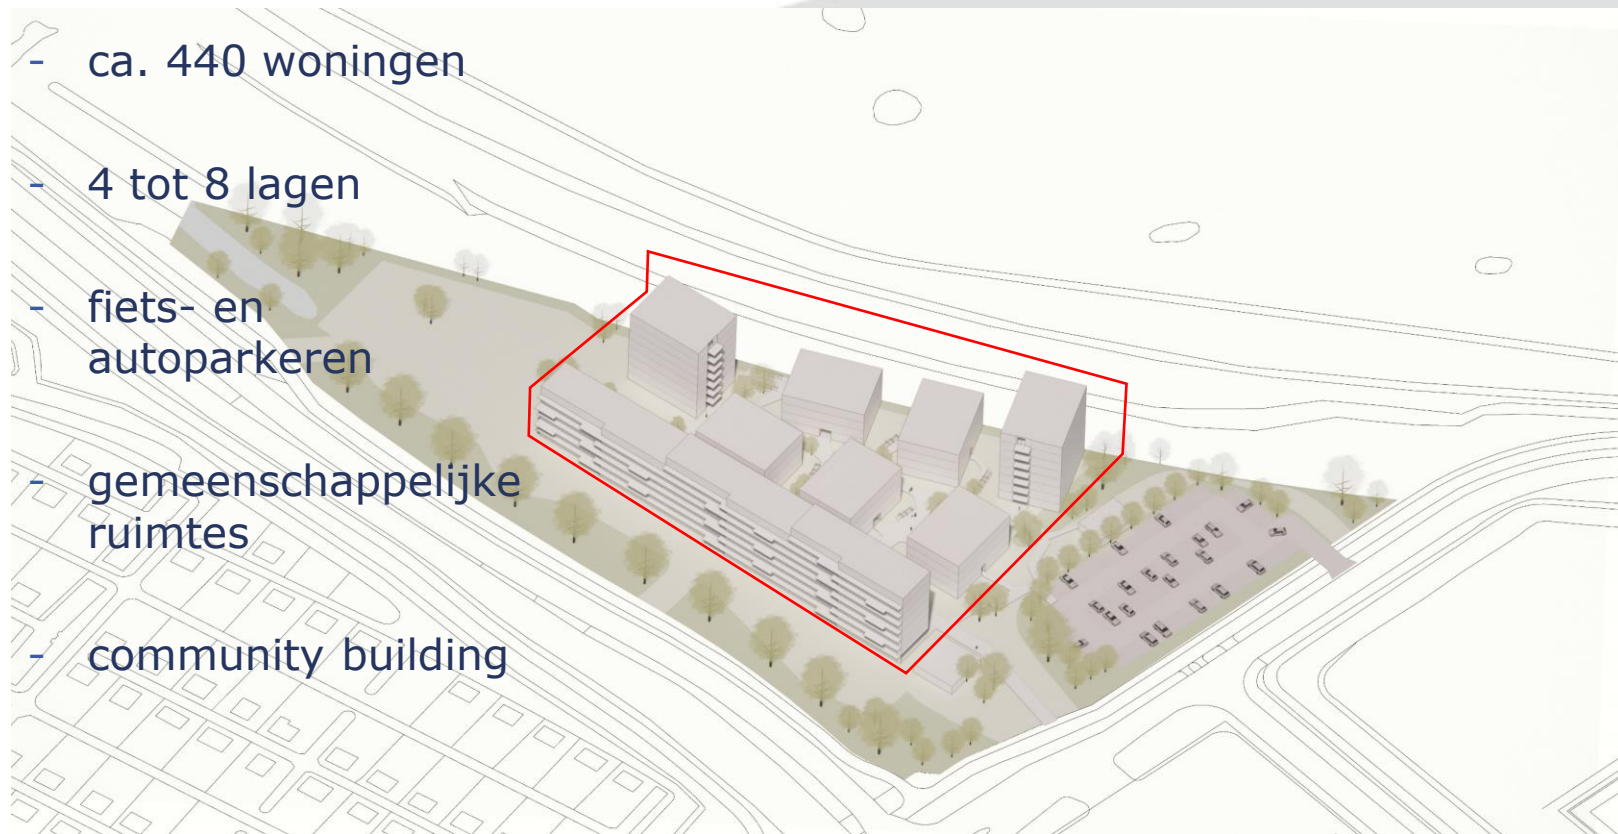 - ca. 440 woningen
- 4 tot 8 lagen
- fiets- en
autoparkeren
- gemeenschappelijke
ruimtes
- community building